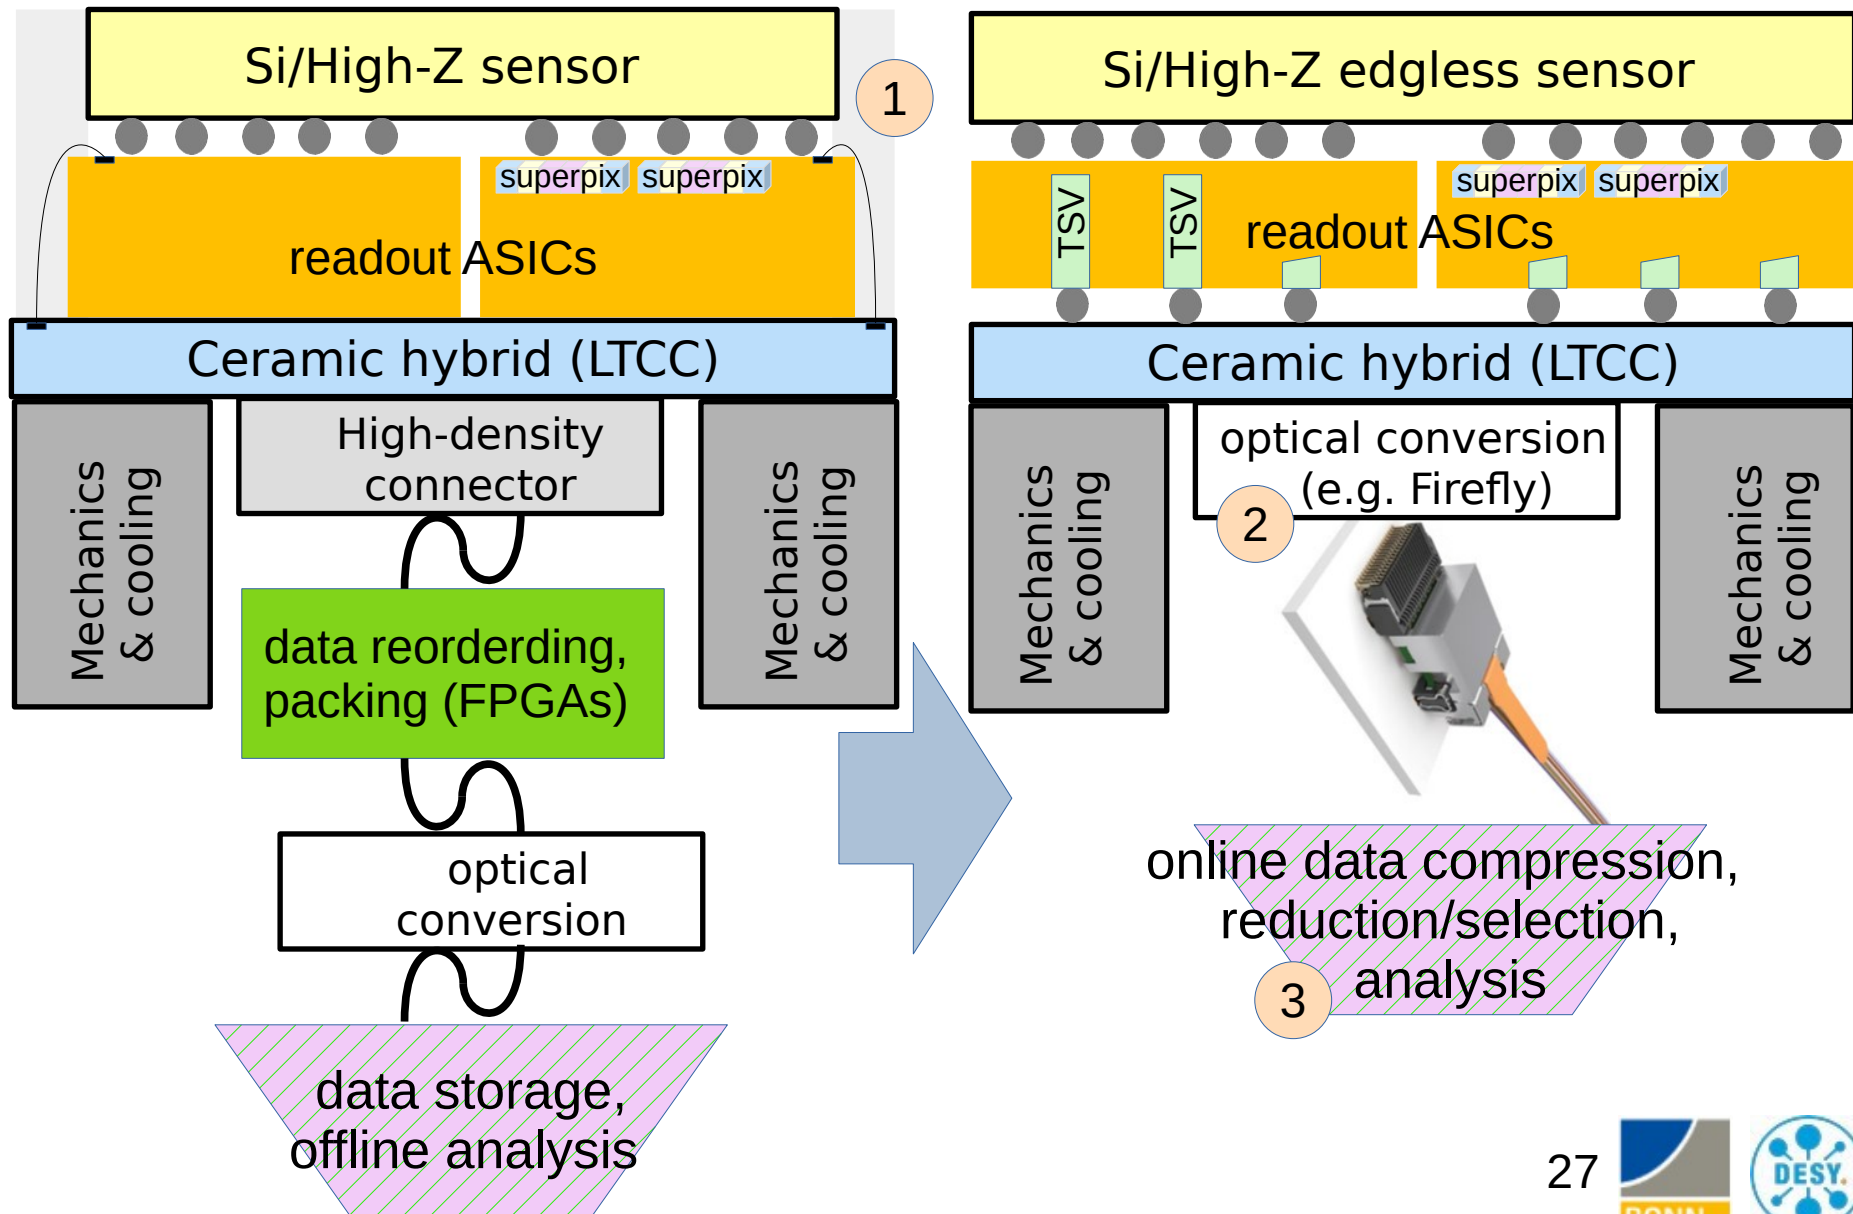 Si/High-Z sensor
1
superpix superpix
readout ASICs
Ceramic hybrid (LTCC)
Mechanics
& cooling
High-density
connector
Mechanics
& cooling
data reorderding,
packing (FPGAs)
optical
conversion
data storage,
offline analysis
Si/High-Z edgless sensor
superpix superpix
TSV
TSV
readout ASICs
Ceramic hybrid (LTCC)
Mechanics
& cooling
optical conversion
(e.g. Firefly)
2
Mechanics
& cooling
online data compression,
reduction/selection,
analysis
3
27
BONN
DESY.